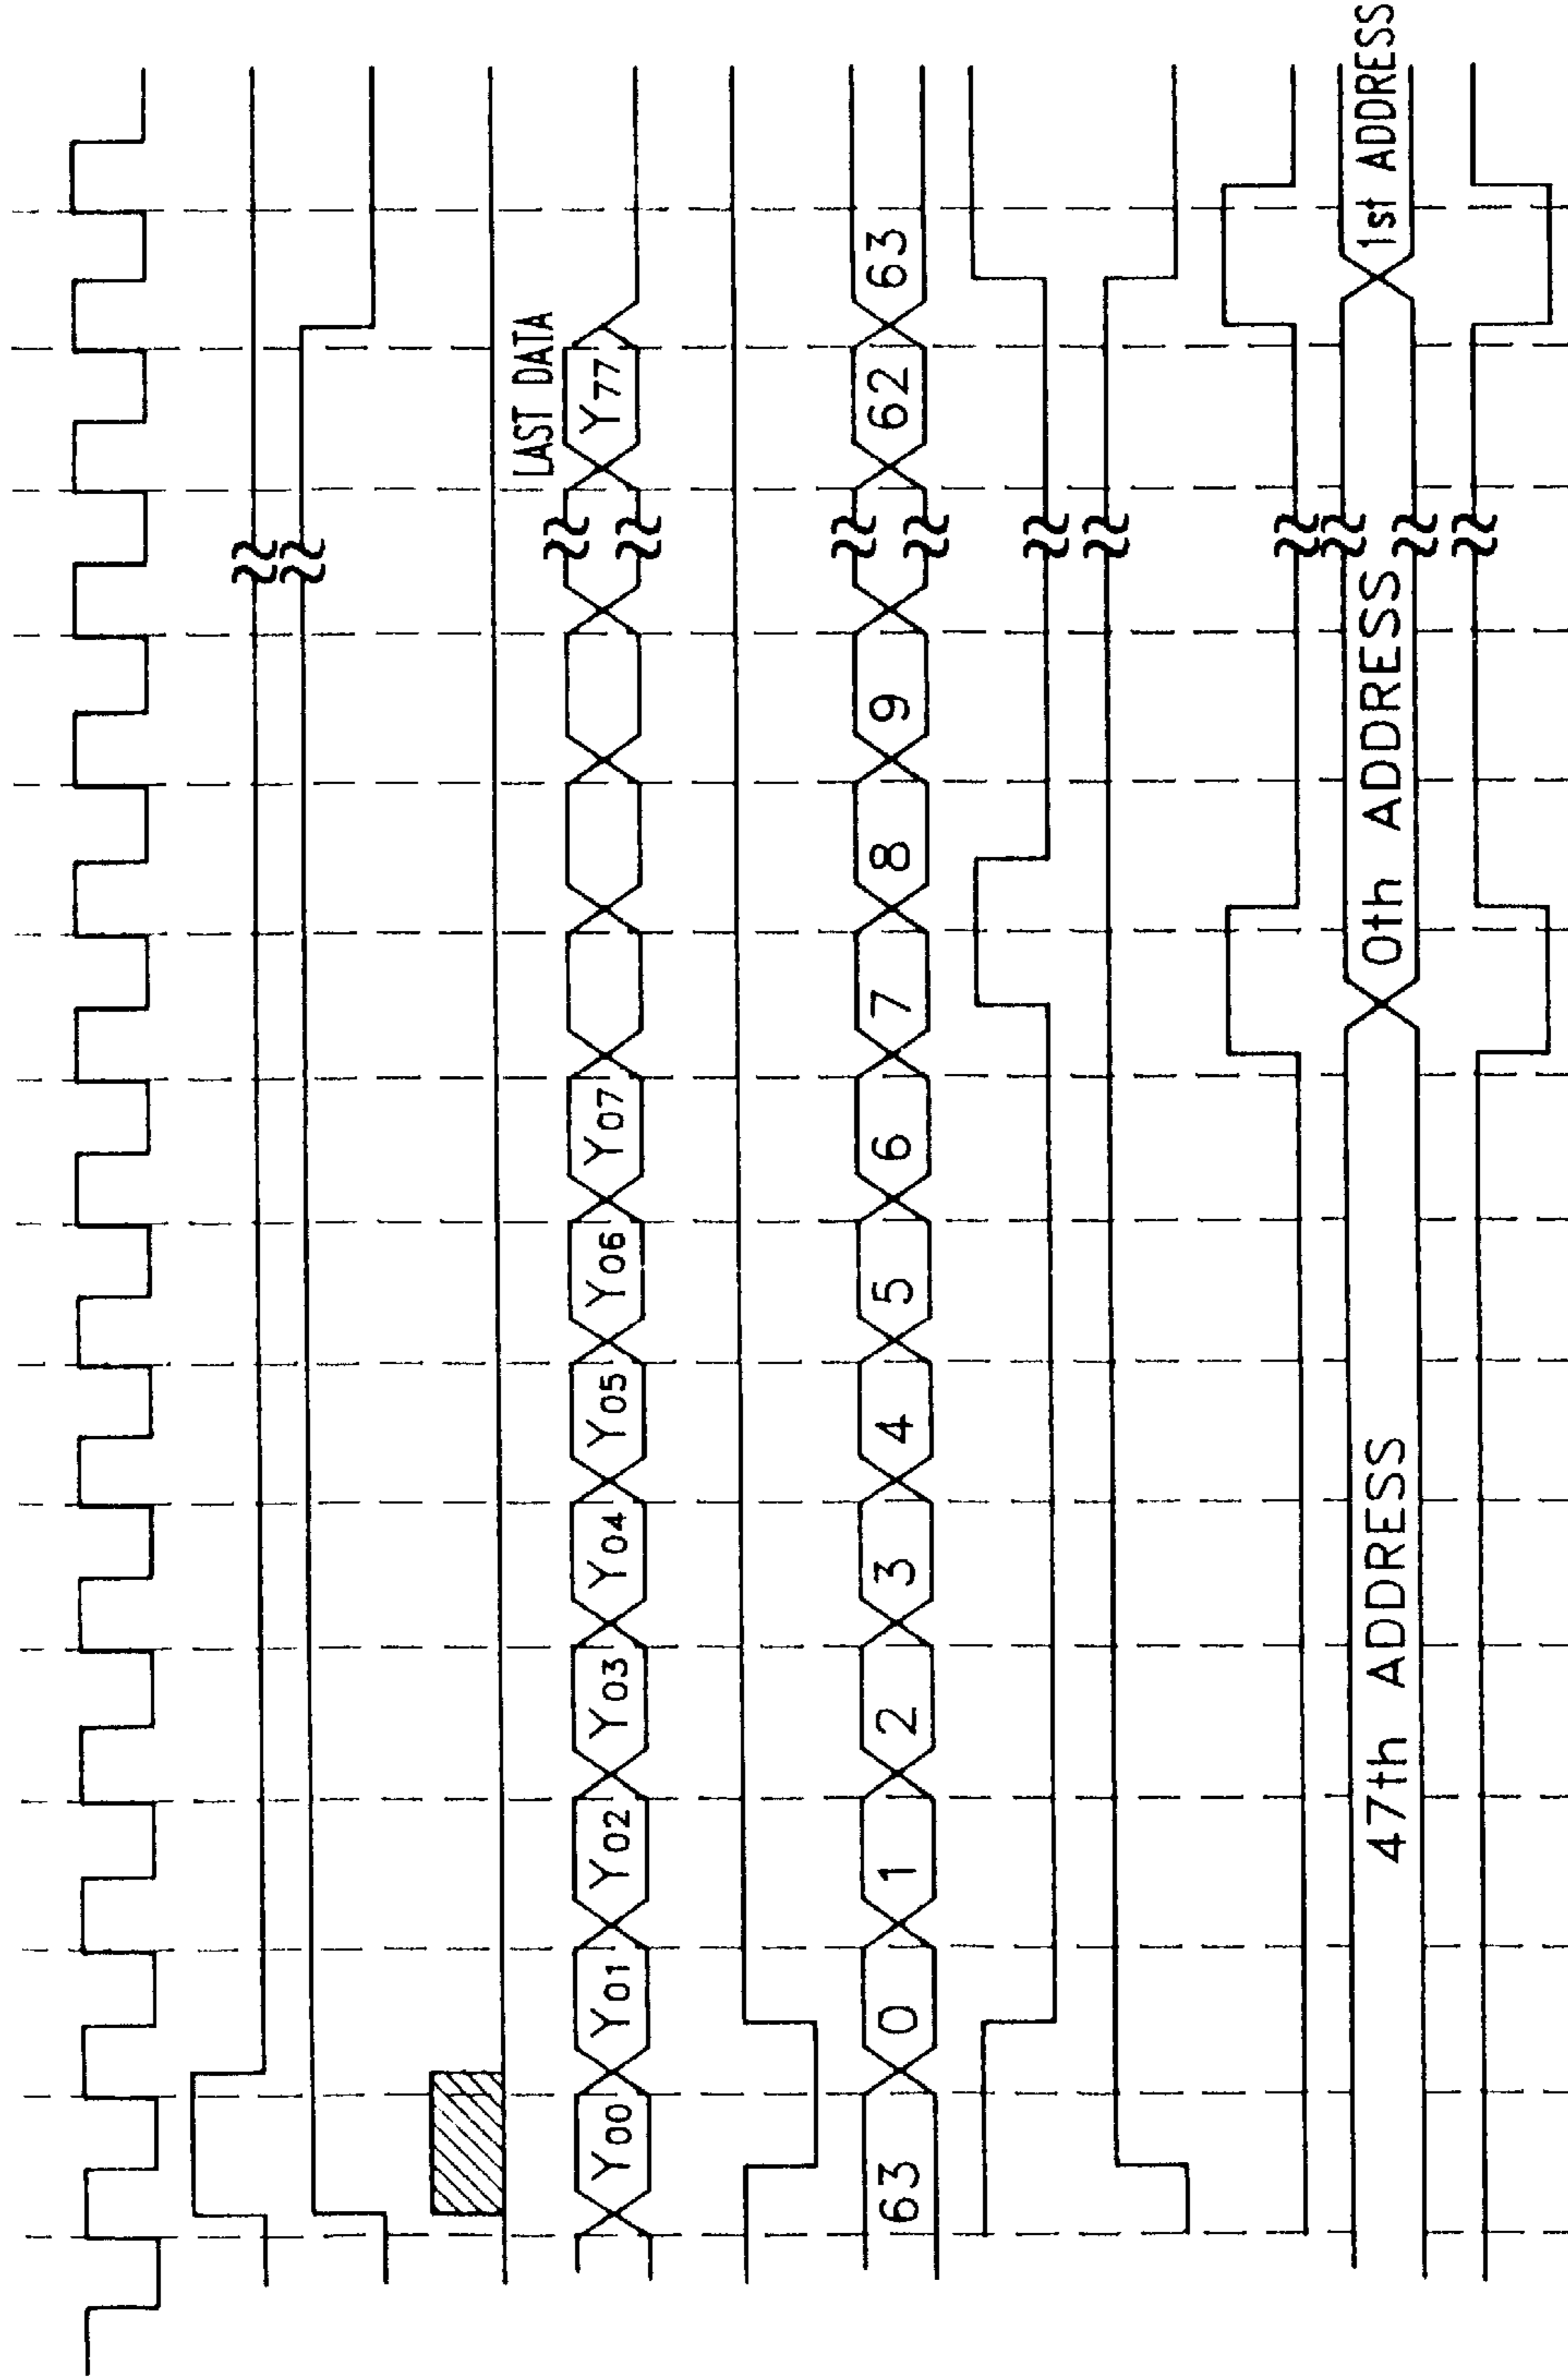 LAST DATA
Y00 Y01 Y02 Y03 Y04 Y05 Y06 Y07 Y77
63 0 1 2 3 4 5 6 7 8 9 62 63
47th ADDRESS 0th ADDRESS 1st ADDRESS